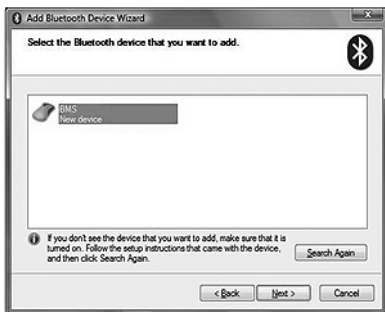 Add Bluetooth Device Wizard
Select the Bluetooth device that you want to add.
BMS
New device
If you don't see the device that you want to add, make sure that it is
turned on. Follow the setup instructions that came with the device,
and then click Search Again.
Search Again
< Back
Next >
Cancel